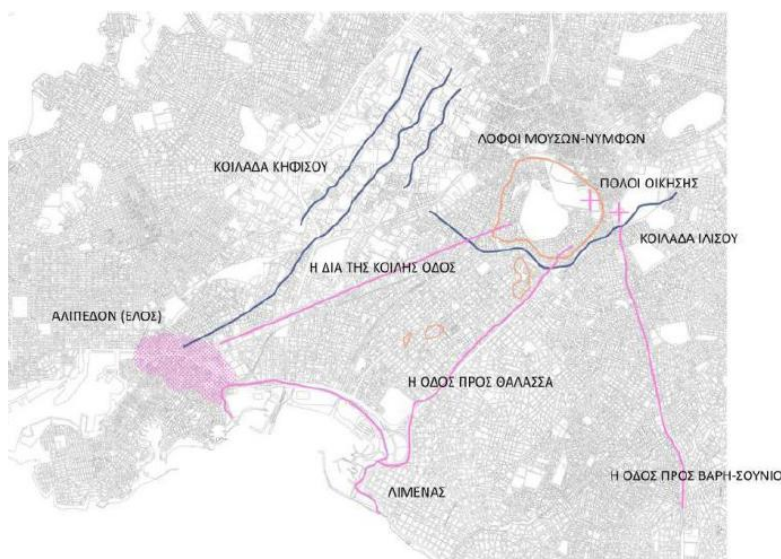 ΛΟΦΟΙ ΜΟΥΣΩΝ-ΝΥΜΦΩΝ
ΚΟΙΛΑΔΑ ΚΗΦΙΣΟΥ
ΠΟΛΟΙ ΟΙΚΗΣΗΣ
ΚΟΙΛΑΔΑ ΙΛΙΣΟΥ
Η ΔΙΑ ΤΗΣ ΚΟΙΛΗΣ ΟΔΟΣ
ΑΛΙΠΕΔΟΝ (ΕΛΟΣ)
Η ΟΔΟΣ ΠΡΟΣ ΘΑΛΑΣΣΑ
Η ΟΔΟΣ ΠΡΟΣ ΒΑΡΗ-ΣΟΥΝΙΟ
ΛΙΜΕΝΑΣ